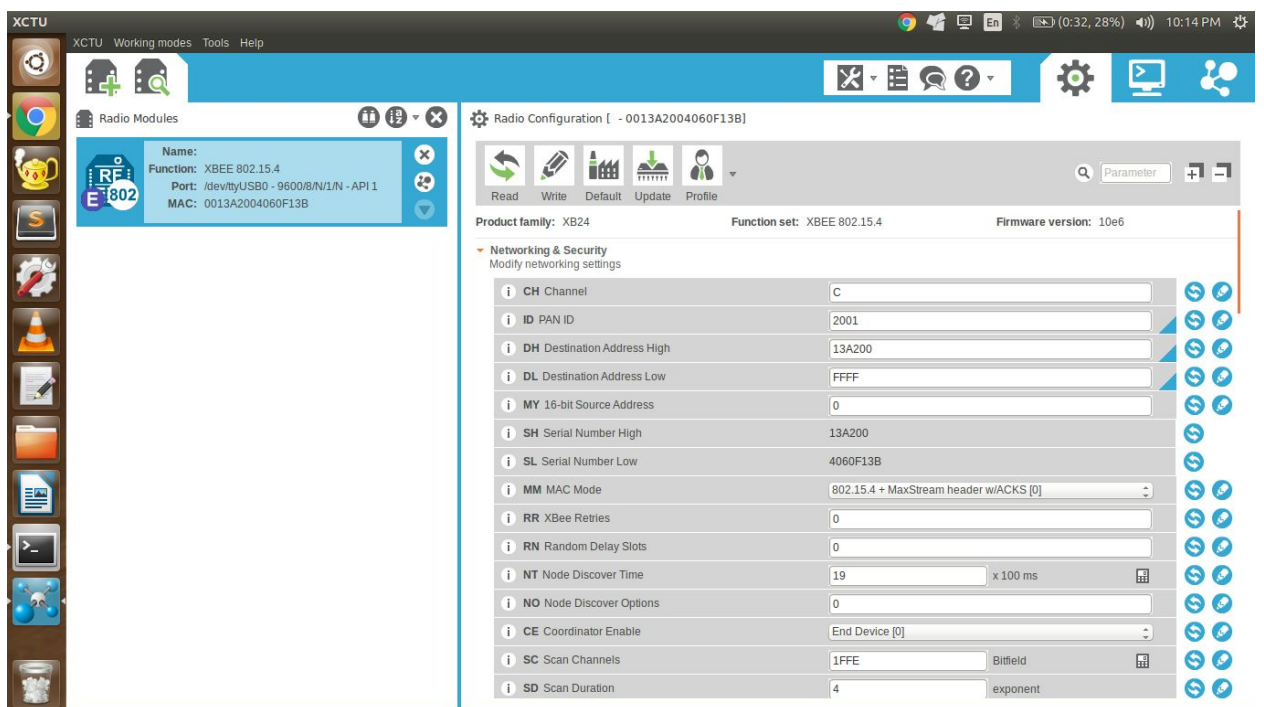 XCTU
En
(0:32, 28%)
10:14 PM
XCTU Working modes Tools Help
Radio Modules
Name:
Function: XBEE 802.15.4
Port: /dev/ttyUSB0 - 9600/8/N/1/N - API 1
MAC: 0013A2004060F13B
RF
802
E
Radio Configuration [ - 0013A2004060F13B]
Read Write Default Update Profile
Parameter
Product family: XB24 Function set: XBEE 802.15.4 Firmware version: 10e6
Networking & Security
Modify networking settings
i CH Channel C
i ID PAN ID 2001
i DH Destination Address High 13A200
i DL Destination Address Low FFFF
i MY 16-bit Source Address 0
i SH Serial Number High 13A200
i SL Serial Number Low 4060F13B
i MM MAC Mode 802.15.4 + MaxStream header w/ACKS [0]
i RR XBee Retries 0
i RN Random Delay Slots 0
i NT Node Discover Time 19 x 100 ms
i NO Node Discover Options 0
i CE Coordinator Enable End Device [0]
i SC Scan Channels 1FFE Bitfield
i SD Scan Duration 4 exponent